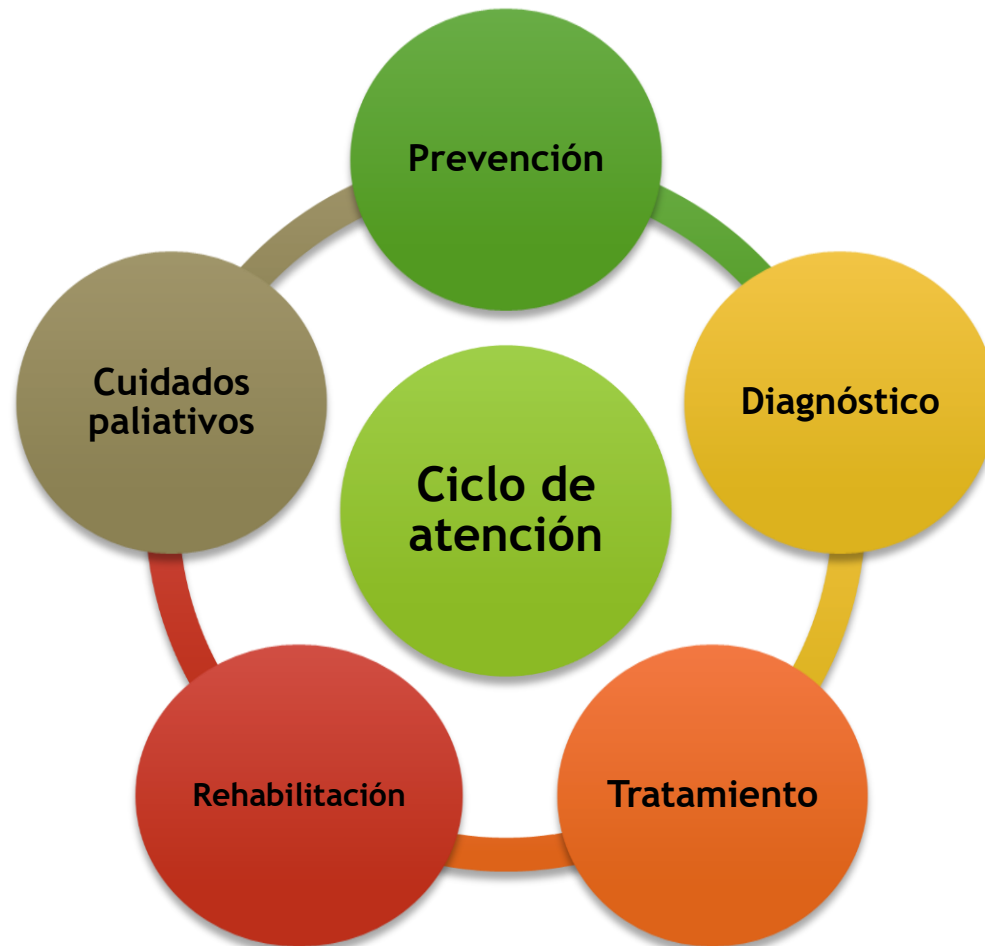 Prevención
Diagnóstico
Tratamiento
Rehabilitación
Cuidados
paliativos
Ciclo de
atención